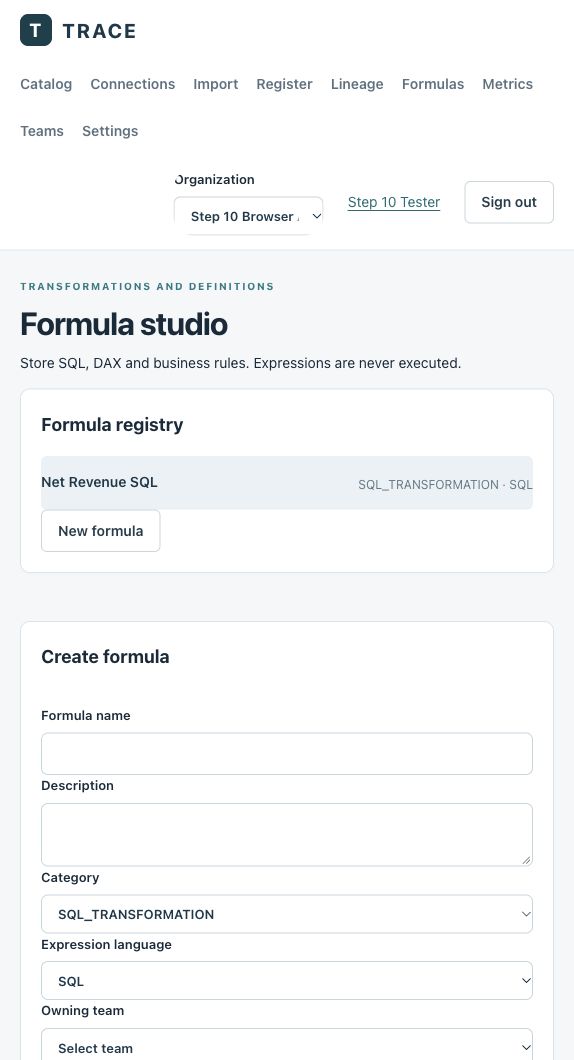 T TRACE
Catalog Connections Import Register Lineage Formulas Metrics
Teams Settings
Organization
Step 10 Browser Step 10 Tester Sign out
TRANSFORMATIONS AND DEFINITIONS
Formula studio
Store SQL, DAX and business rules. Expressions are never executed.
Formula registry
Net Revenue SQL SQL_TRANSFORMATION · SQL
New formula
Create formula
Formula name
Description
Category
SQL_TRANSFORMATION
Expression language
SQL
Owning team
Select team